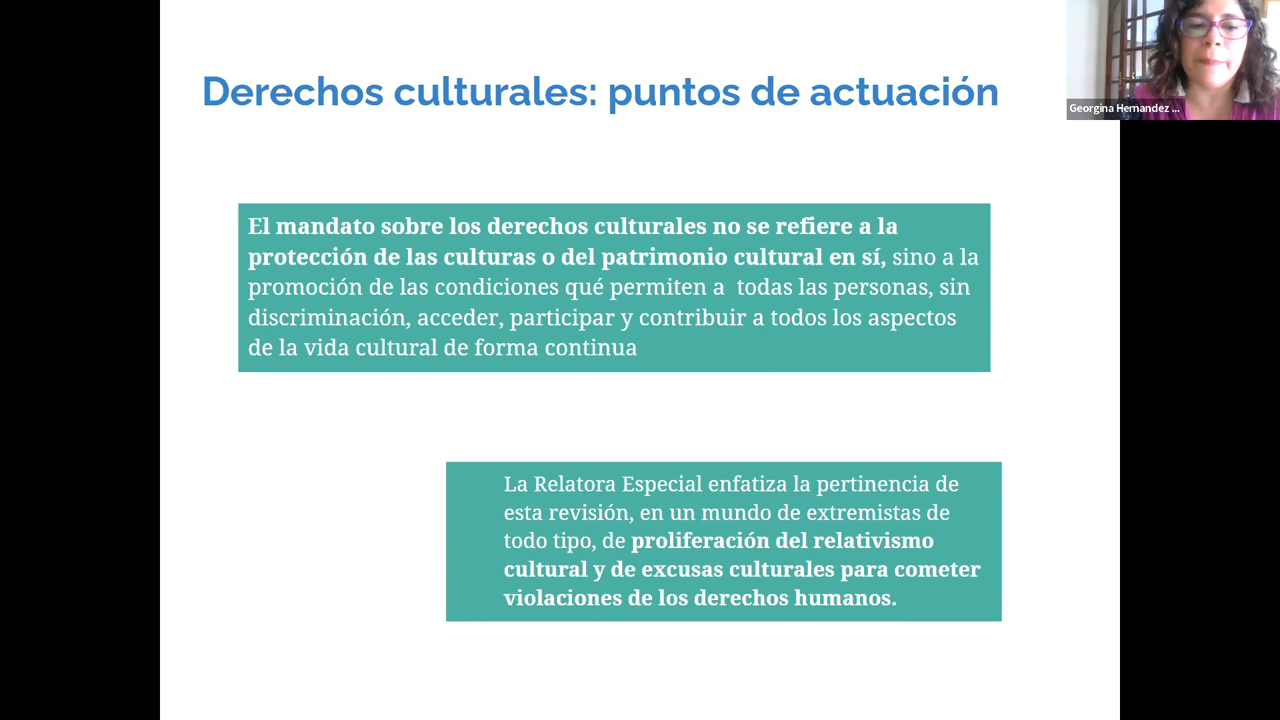 Derechos culturales: puntos de actuación
Georgina Hernandez ...
El mandato sobre los derechos culturales no se refiere a la
protección de las culturas o del patrimonio cultural en sí, sino a la
promoción de las condiciones qué permiten a  todas las personas, sin
discriminación, acceder, participar y contribuir a todos los aspectos
de la vida cultural de forma continua
La Relatora Especial enfatiza la pertinencia de
esta revisión, en un mundo de extremistas de
todo tipo, de proliferación del relativismo
cultural y de excusas culturales para cometer
violaciones de los derechos humanos.